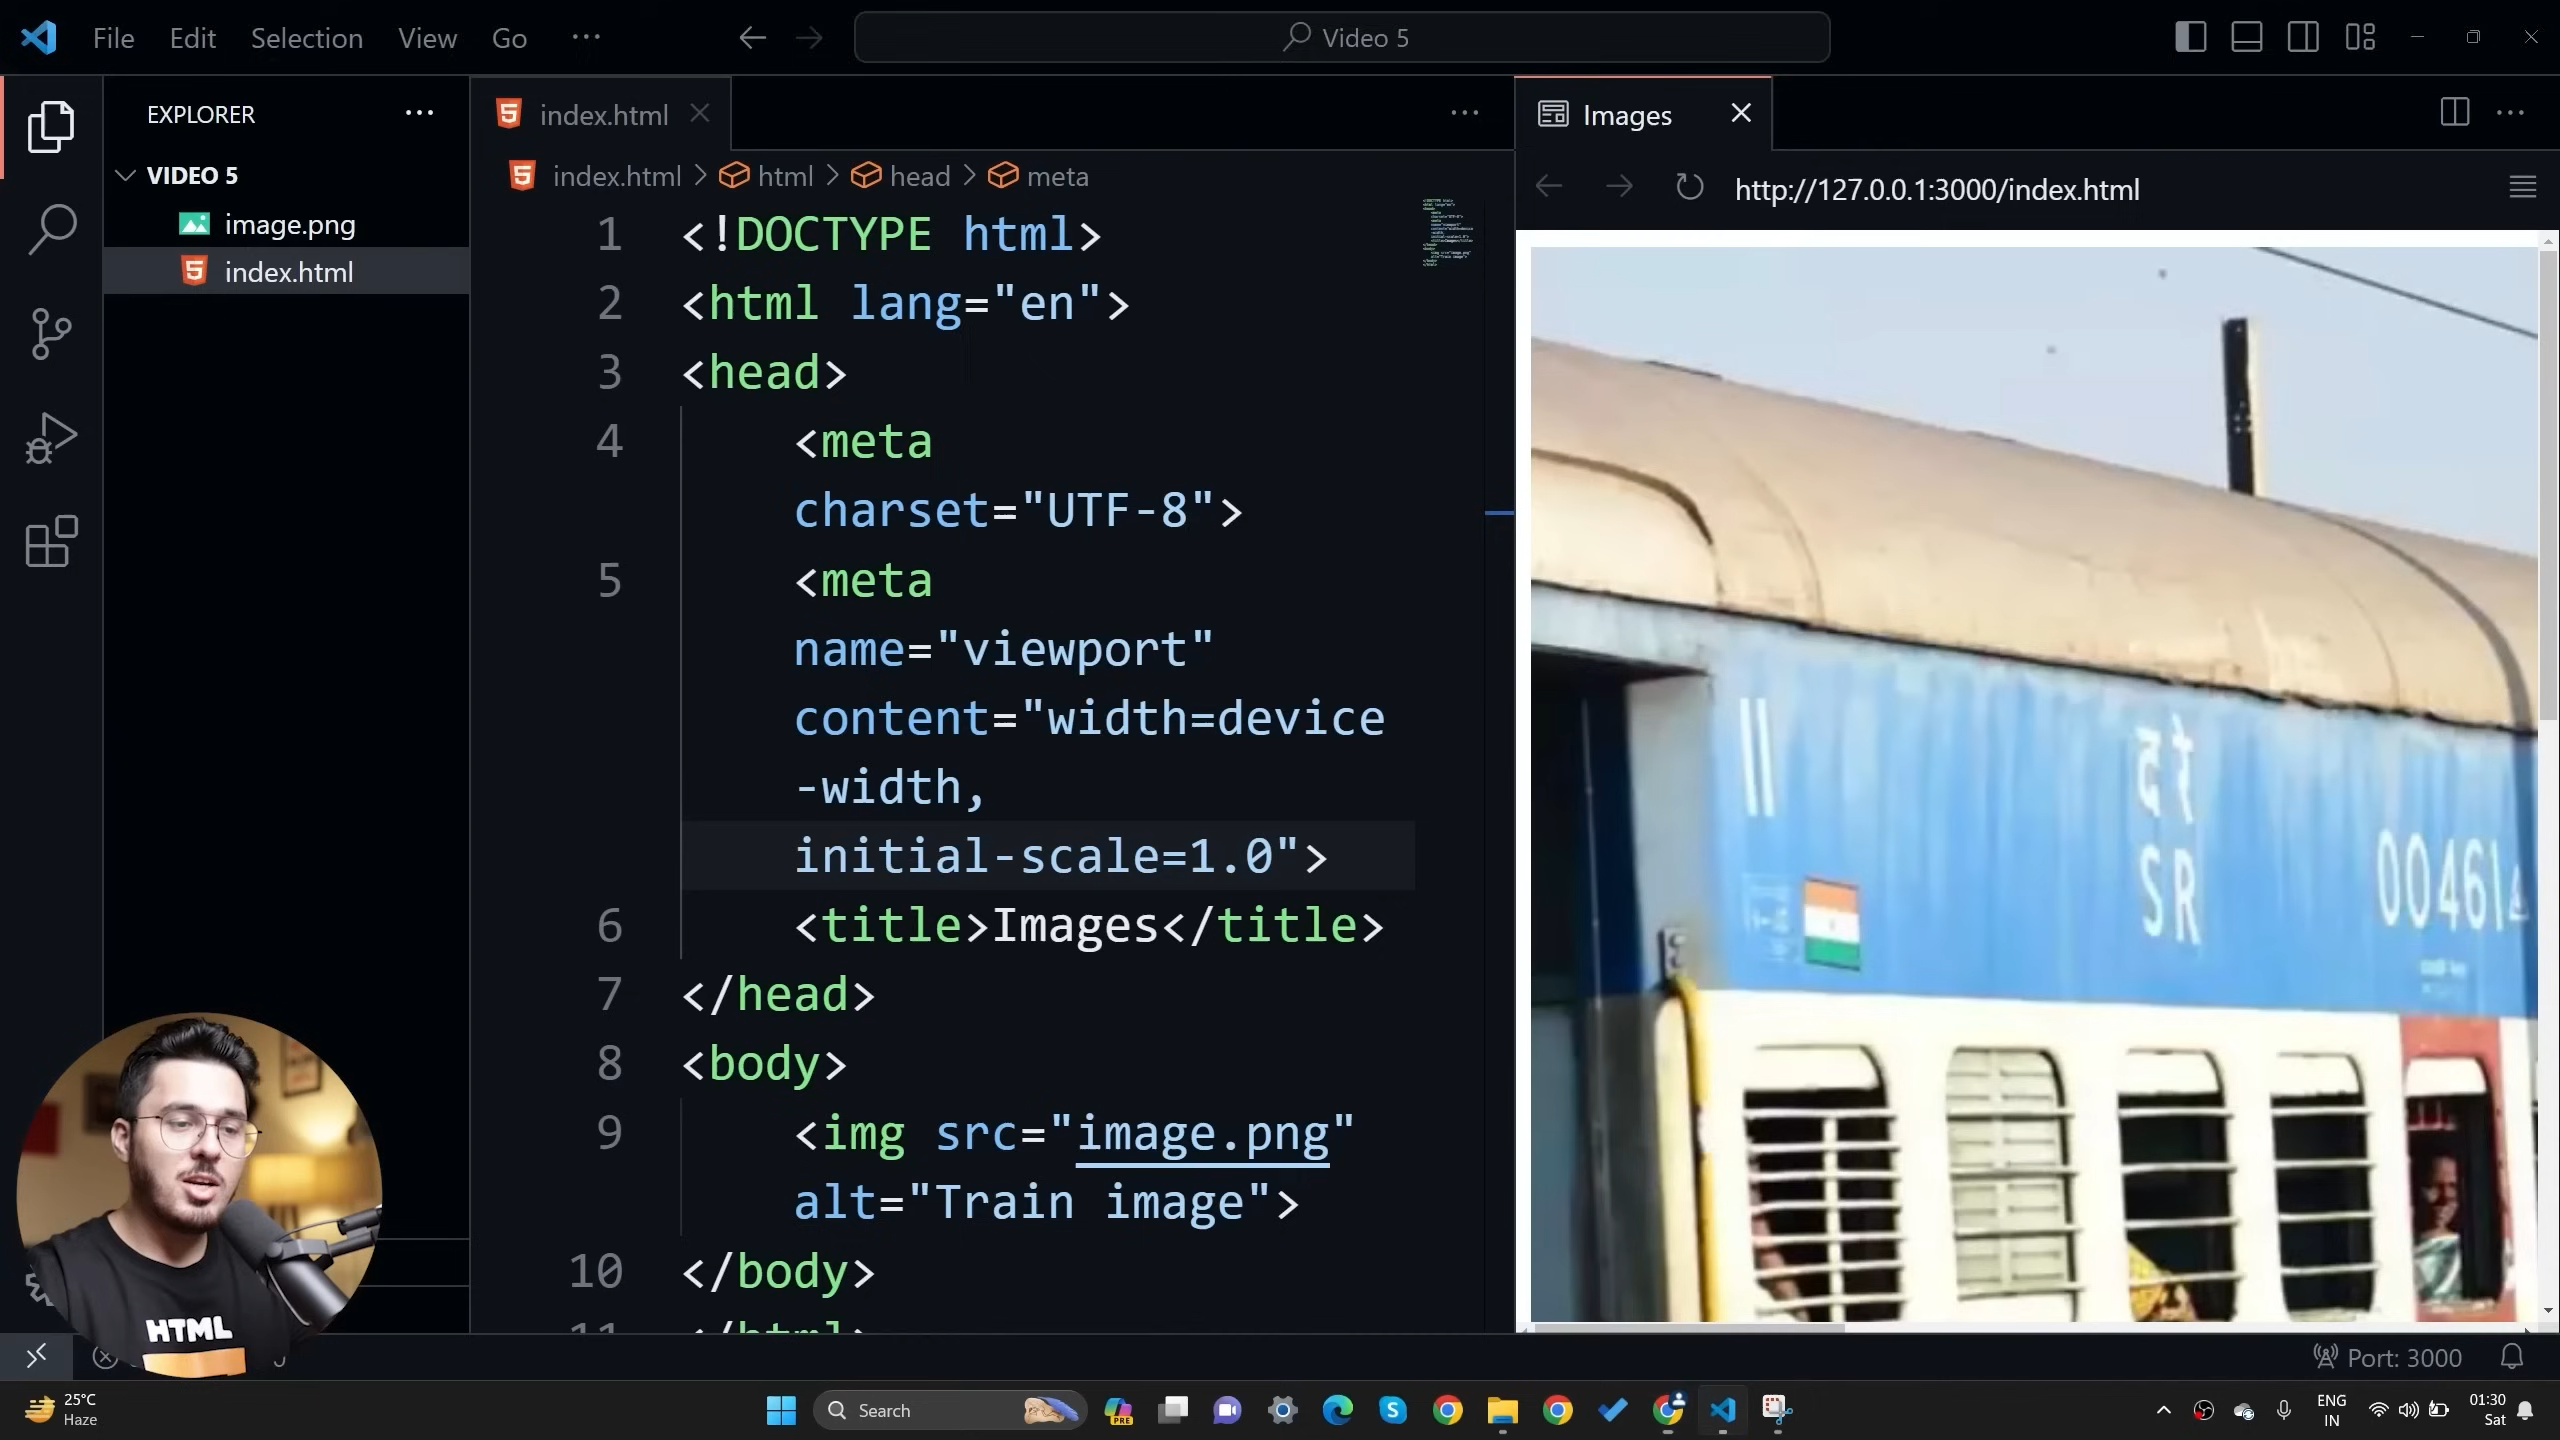 File Edit Selection View Go ···
Video 5
EXPLORER ···
VIDEO 5
image.png
index.html
index.html
index.html > html > head > meta
1 <!DOCTYPE html>
2 <html lang="en">
3 <head>
4 <meta
charset="UTF-8">
5 <meta
name="viewport"
content="width=device
-width,
initial-scale=1.0">
6 <title>Images</title>
7 </head>
8 <body>
9 <img src="image.png"
alt="Train image">
10 </body>
11 </html>
Images
http://127.0.0.1:3000/index.html
द रे
SR
00461
HTML
Port: 3000
25°C
Haze
Search
PRE
ENG
IN
01:30
Sat